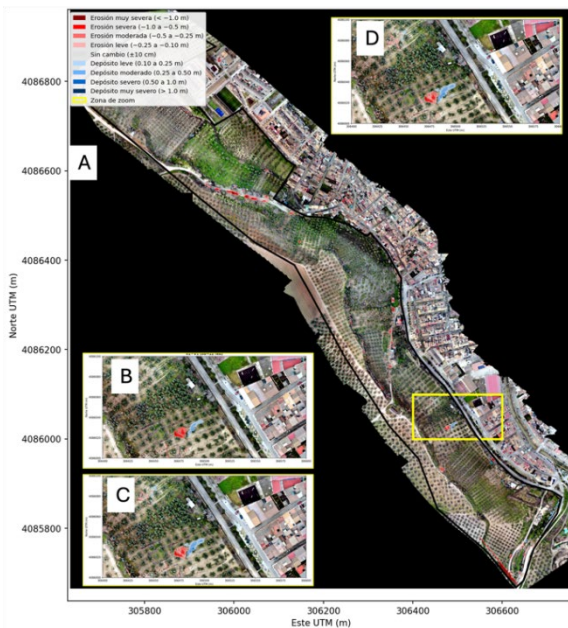 Erosión muy severa (< −1.0 m)
Erosión severa (−1.0 a −0.5 m)
Erosión moderada (−0.5 a −0.25 m)
Erosión leve (−0.25 a −0.10 m)
Sin cambio (±10 cm)
Depósito leve (0.10 a 0.25 m)
Depósito moderado (0.25 a 0.50 m)
Depósito severo (0.50 a 1.0 m)
Depósito muy severo (> 1.0 m)
Zona de zoom
D
A
B
C
4086800
4086600
4086400
4086200
4086000
4085800
Norte UTM (m)
305800
306000
306200
306400
306600
Este UTM (m)